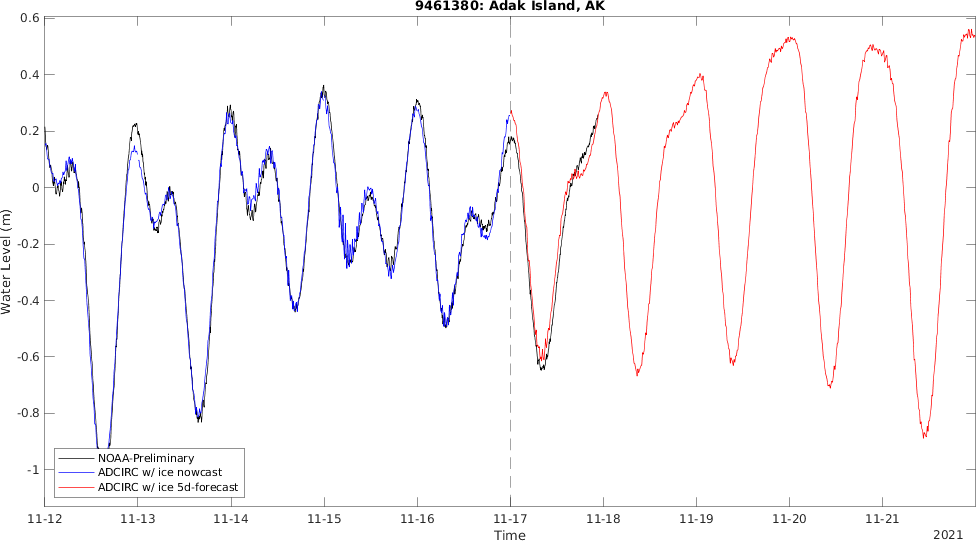 9461380: Adak Island, AK
0.6
0.4
0.2
0
-0.2
-0.4
-0.6
-0.8
-1
Water Level (m)
NOAA-Preliminary
ADCIRC w/ ice nowcast
ADCIRC w/ ice 5d-forecast
11-12 11-13 11-14 11-15 11-16 11-17 11-18 11-19 11-20 11-21
Time
2021